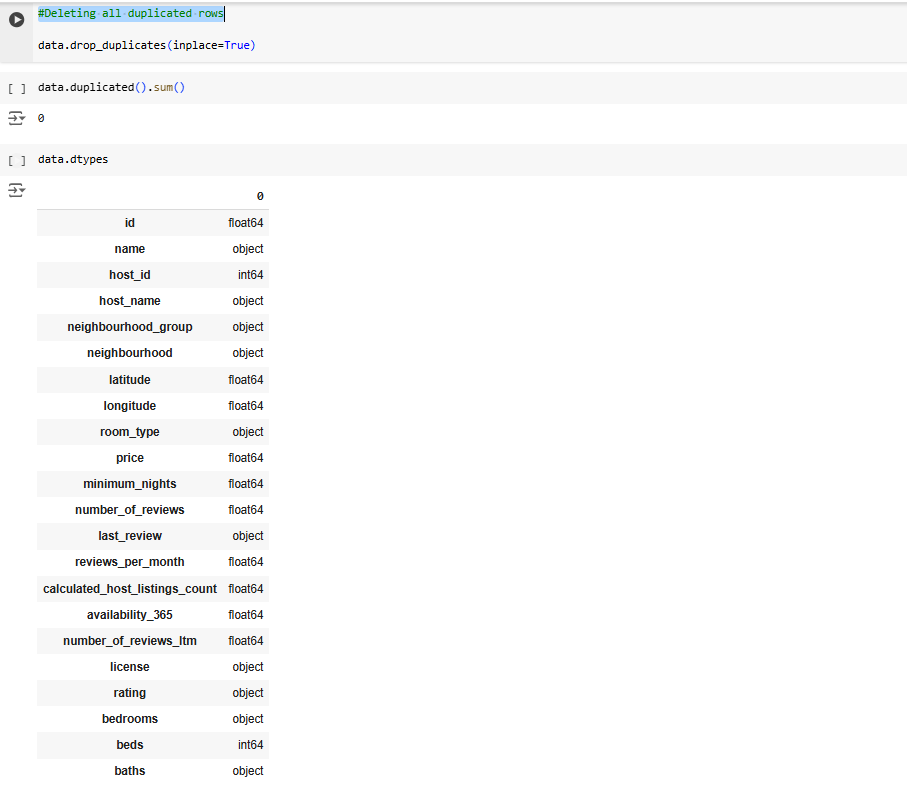 #Deleting all duplicated rows
data.drop_duplicates(inplace=True)
[ ] data.duplicated().sum()
0
[ ] data.dtypes
0
id float64
name object
host_id int64
host_name object
neighbourhood_group object
neighbourhood object
latitude float64
longitude float64
room_type object
price float64
minimum_nights float64
number_of_reviews float64
last_review object
reviews_per_month float64
calculated_host_listings_count float64
availability_365 float64
number_of_reviews_ltm float64
license object
rating object
bedrooms object
beds int64
baths object